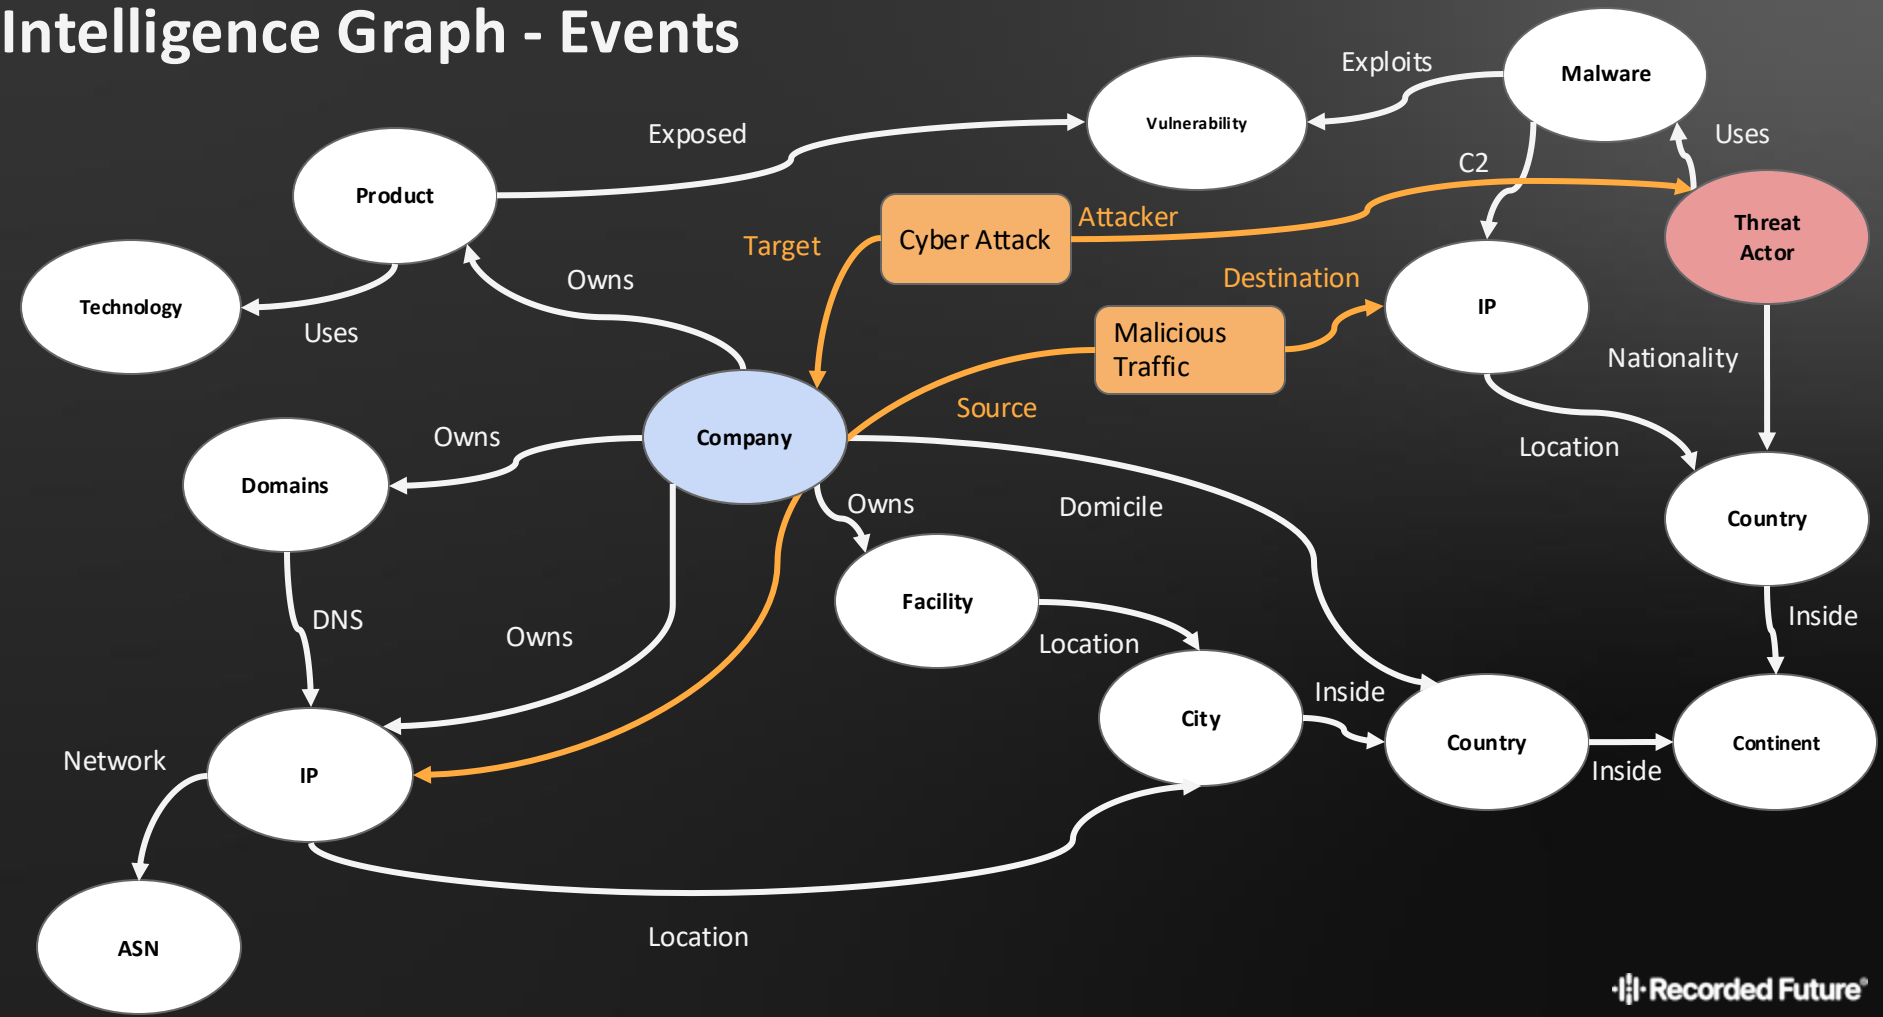 Intelligence Graph - Events
Malware
Exploits
Vulnerability
Exposed
Uses
C2
Product
Threat
Actor
Attacker
Cyber Attack
Target
Destination
Owns
Technology
IP
Uses
Malicious
Traffic
Nationality
Source
Owns
Company
Location
Domains
Owns
Domicile
Country
Facility
DNS
Owns
Location
Inside
Inside
City
Country
Continent
Network
IP
Inside
Location
ASN
Recorded Future®